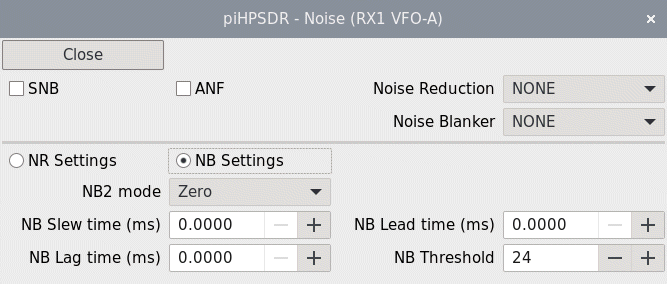 piHPSDR - Noise (RX1 VFO-A) ×
Close
SNB ANF Noise Reduction NONE
Noise Blanker NONE
NR Settings NB Settings
NB2 mode Zero
NB Slew time (ms) 0.0000 − + NB Lead time (ms) 0.0000 − +
NB Lag time (ms) 0.0000 − + NB Threshold 24 − +